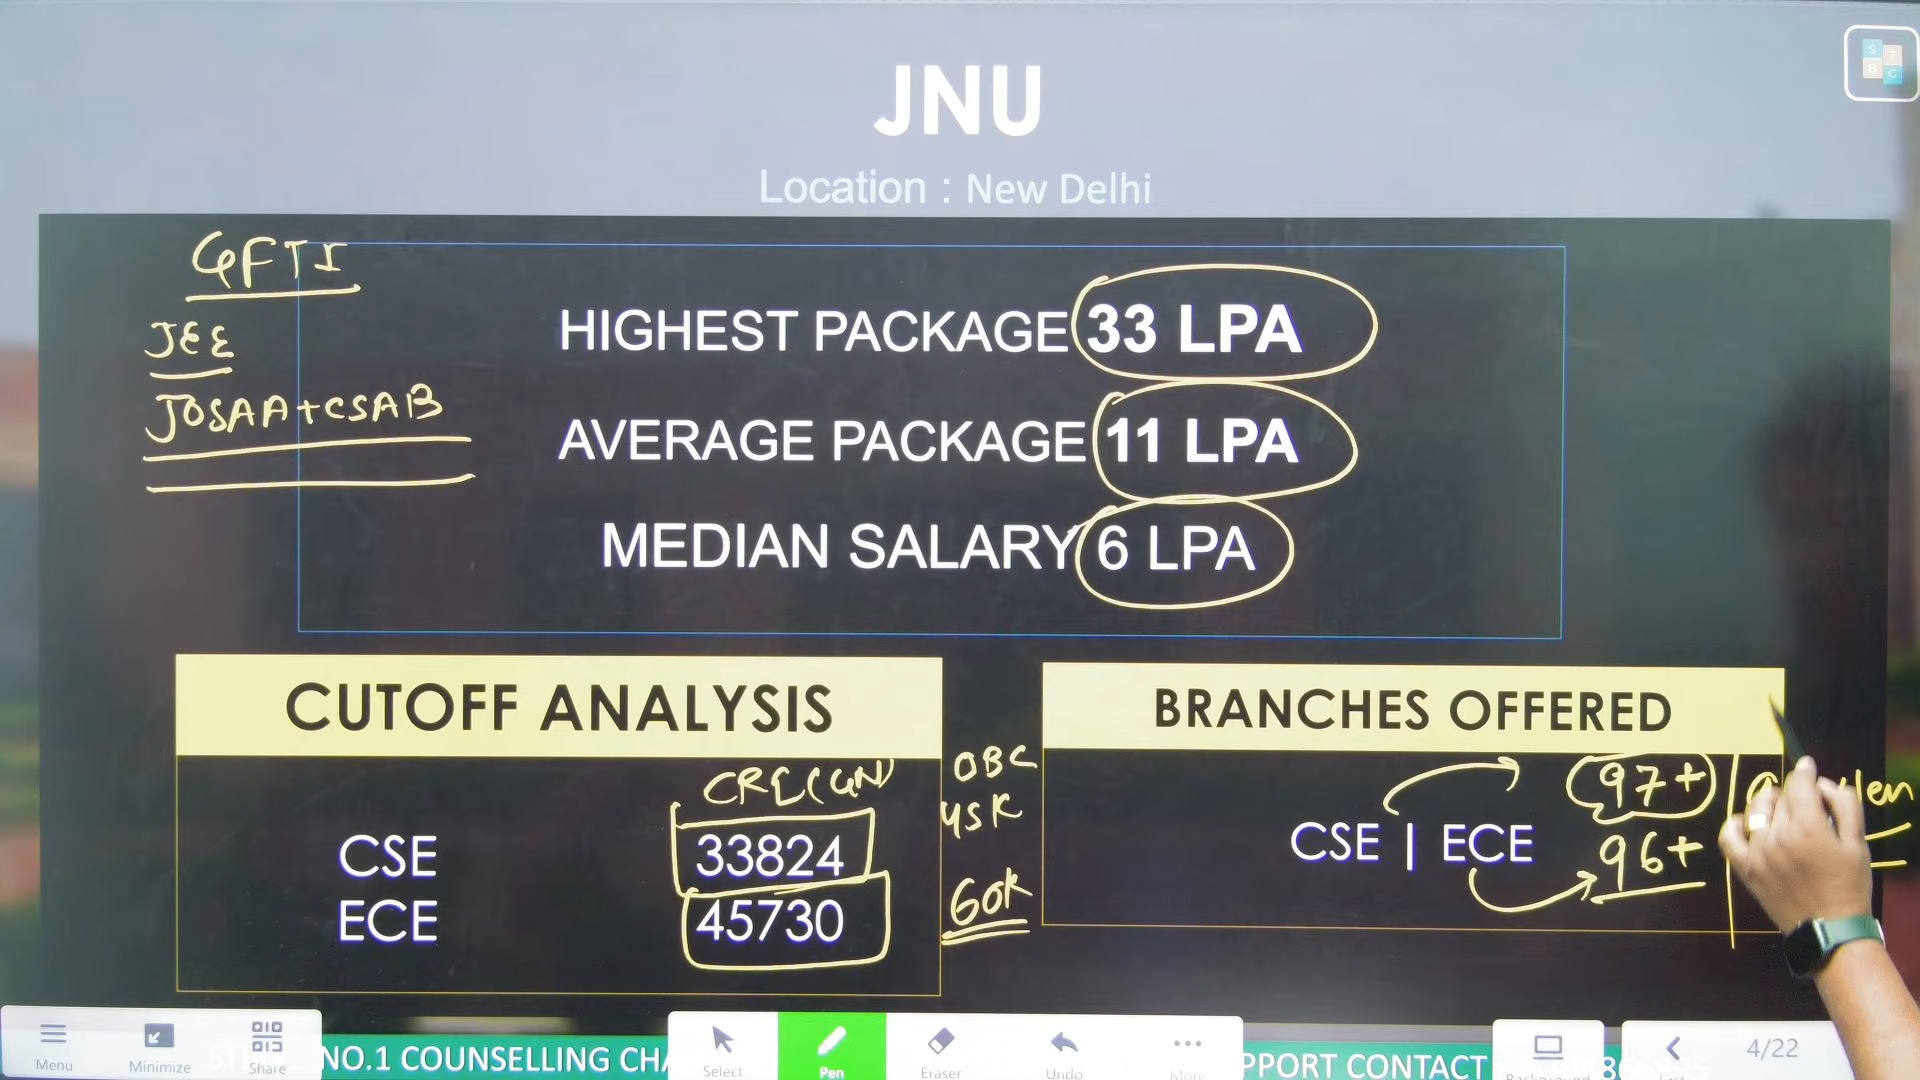 JNU
S T
B G
Location : New Delhi
GFTI
JEE
JOSAA+CSAB
HIGHEST PACKAGE 33 LPA
AVERAGE PACKAGE 11 LPA
MEDIAN SALARY 6 LPA
CUTOFF ANALYSIS
CRL(GN)
CSE 33824
ECE 45730
OBC
45K
60K
BRANCHES OFFERED
CSE | ECE
97+
96+
Menu
Minimize
Share
NO.1 COUNSELLING CHA
Select
Pen
Eraser
Undo
More
PPORT CONTACT
Background
4/22